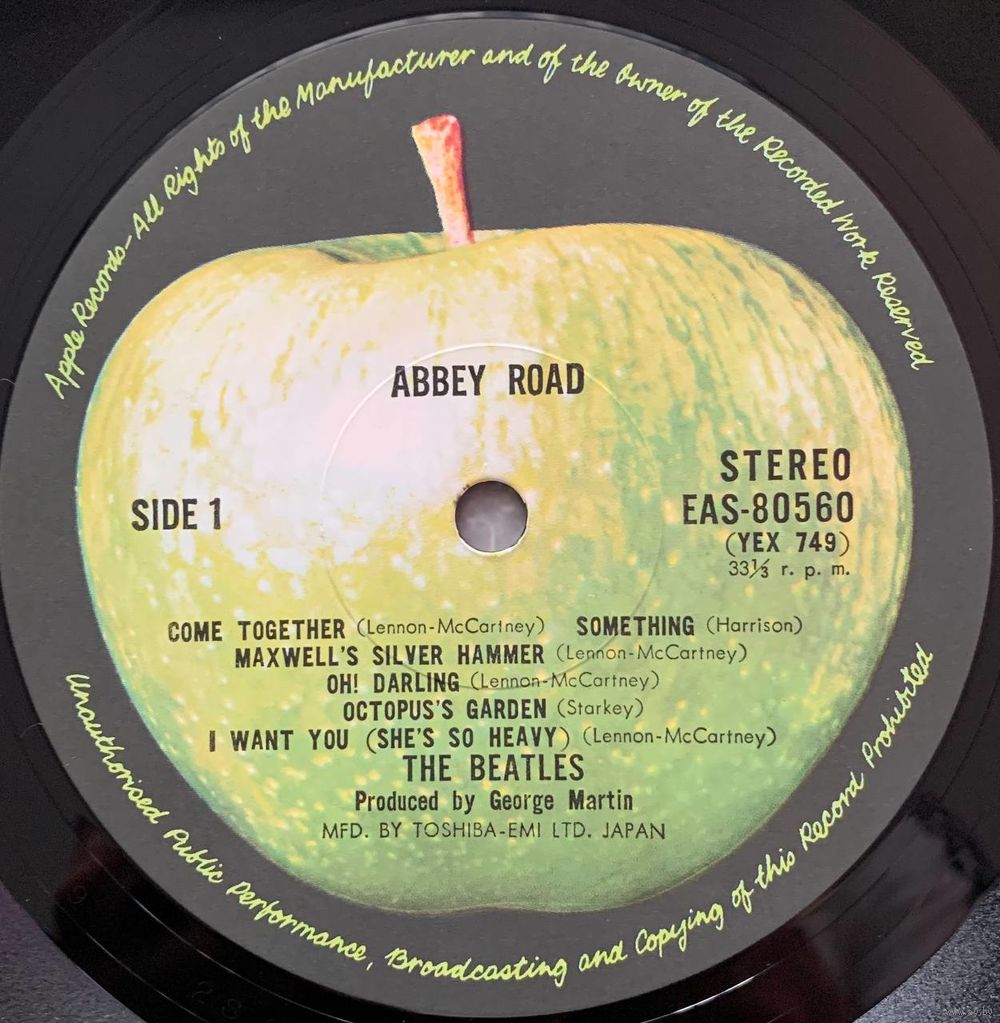 Apple Records-All Rights of the Manufacturer and of the Owner of the Recorded Work Reserved
ABBEY ROAD
STEREO
SIDE 1
EAS-80560
(YEX 749)
33⅓ r. p. m.
COME TOGETHER (Lennon-McCartney) SOMETHING (Harrison)
MAXWELL'S SILVER HAMMER (Lennon-McCartney)
OH! DARLING (Lennon-McCartney)
OCTOPUS'S GARDEN (Starkey)
I WANT YOU (SHE'S SO HEAVY) (Lennon-McCartney)
THE BEATLES
Produced by George Martin
MFD. BY TOSHIBA-EMI LTD. JAPAN
Unauthorised Public Performance, Broadcasting and Copying of this Record Prohibited